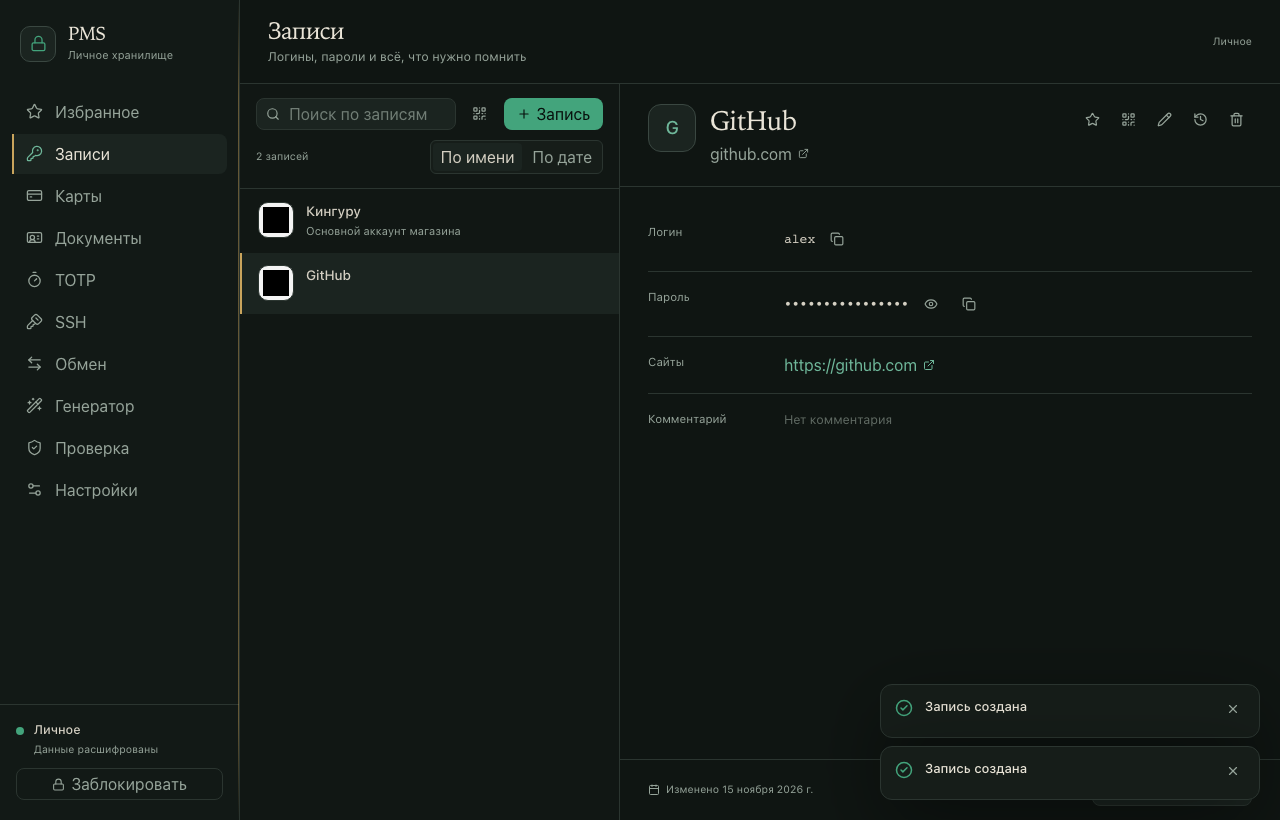 PMS
Личное хранилище
Избранное
Записи
Карты
Документы
TOTP
SSH
Обмен
Генератор
Проверка
Настройки
Личное
Данные расшифрованы
Заблокировать
Записи
Логины, пароли и всё, что нужно помнить
Личное
Поиск по записям
Запись
2 записей
По имени
По дате
Кингуру
Основной аккаунт магазина
GitHub
G
GitHub
github.com
Логин
alex
Пароль
••••••••••••••••
Сайты
https://github.com
Комментарий
Нет комментария
Изменено 15 ноября 2026 г.
Запись создана
Запись создана